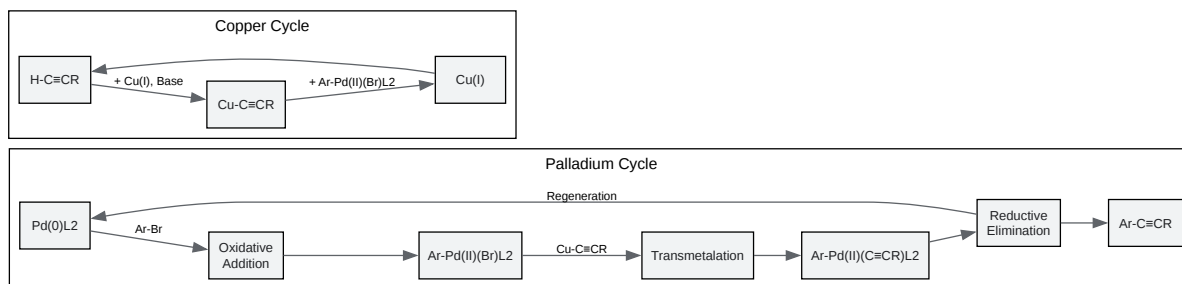 Copper Cycle
H-C≡CR
+ Cu(I), Base
Cu-C≡CR
+ Ar-Pd(II)(Br)L2
Cu(I)
Palladium Cycle
Regeneration
Pd(0)L2
Ar-Br
Oxidative
Addition
Ar-Pd(II)(Br)L2
Cu-C≡CR
Transmetalation
Ar-Pd(II)(C≡CR)L2
Reductive
Elimination
Ar-C≡CR